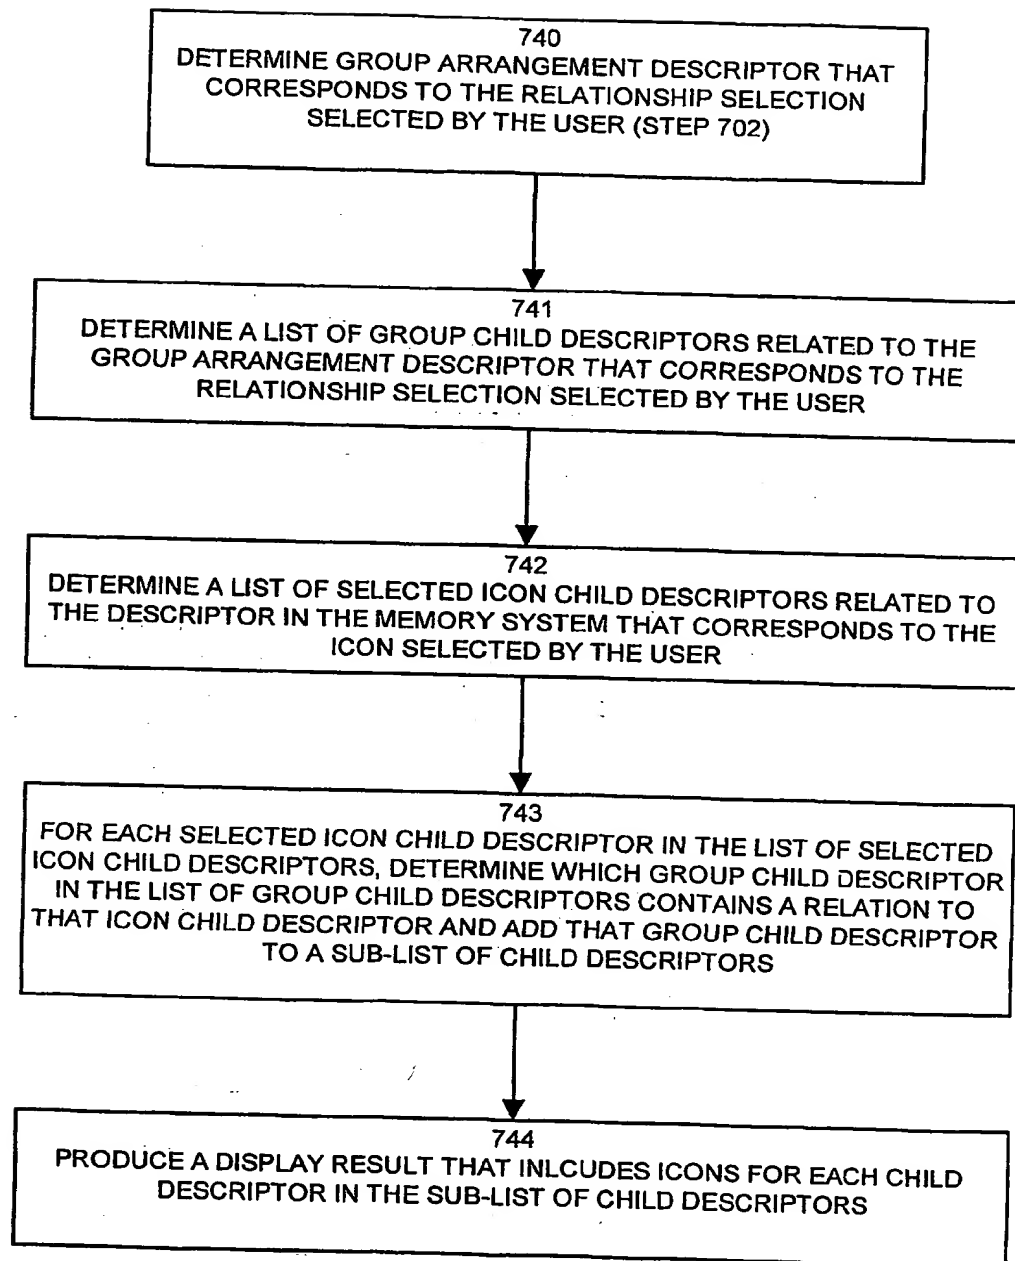 740
DETERMINE GROUP ARRANGEMENT DESCRIPTOR THAT
CORRESPONDS TO THE RELATIONSHIP SELECTION
SELECTED BY THE USER (STEP 702)
741
DETERMINE A LIST OF GROUP CHILD DESCRIPTORS RELATED TO THE
GROUP ARRANGEMENT DESCRIPTOR THAT CORRESPONDS TO THE
RELATIONSHIP SELECTION SELECTED BY THE USER
742
DETERMINE A LIST OF SELECTED ICON CHILD DESCRIPTORS RELATED TO
THE DESCRIPTOR IN THE MEMORY SYSTEM THAT CORRESPONDS TO THE
ICON SELECTED BY THE USER
743
FOR EACH SELECTED ICON CHILD DESCRIPTOR IN THE LIST OF SELECTED
ICON CHILD DESCRIPTORS, DETERMINE WHICH GROUP CHILD DESCRIPTOR
IN THE LIST OF GROUP CHILD DESCRIPTORS CONTAINS A RELATION TO
THAT ICON CHILD DESCRIPTOR AND ADD THAT GROUP CHILD DESCRIPTOR
TO A SUB-LIST OF CHILD DESCRIPTORS
744
PRODUCE A DISPLAY RESULT THAT INLCUDES ICONS FOR EACH CHILD
DESCRIPTOR IN THE SUB-LIST OF CHILD DESCRIPTORS